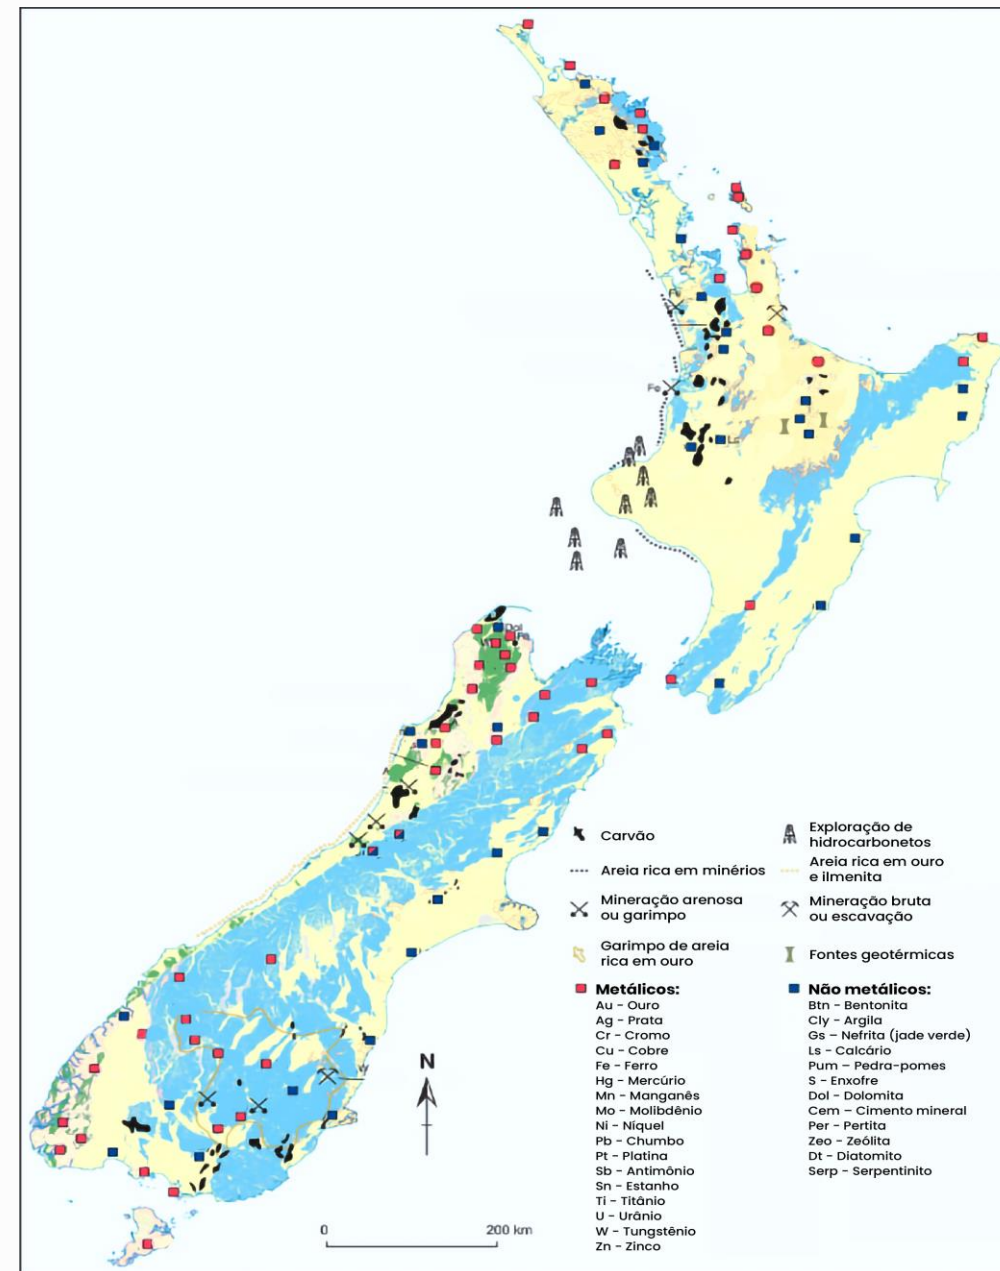 Fe
Fe
Ls
Dol
N
Carvão
Exploração de
hidrocarbonetos
Areia rica em minérios
Areia rica em ouro
e ilmenita
Mineração arenosa
ou garimpo
Mineração bruta
ou escavação
Garimpo de areia
rica em ouro
Fontes geotérmicas
Metálicos:
Au - Ouro
Ag - Prata
Cr - Cromo
Cu - Cobre
Fe - Ferro
Hg - Mercúrio
Mn - Manganês
Mo - Molibdênio
Ni - Níquel
Pb - Chumbo
Pt - Platina
Sb - Antimônio
Sn - Estanho
Ti - Titânio
U - Urânio
W - Tungstênio
Zn - Zinco
Não metálicos:
Btn - Bentonita
Cly - Argila
Gs - Nefrita (jade verde)
Ls - Calcário
Pum – Pedra-pomes
S - Enxofre
Dol - Dolomita
Cem – Cimento mineral
Per - Pertita
Zeo - Zeólita
Dt - Diatomito
Serp - Serpentinito
0
200 km